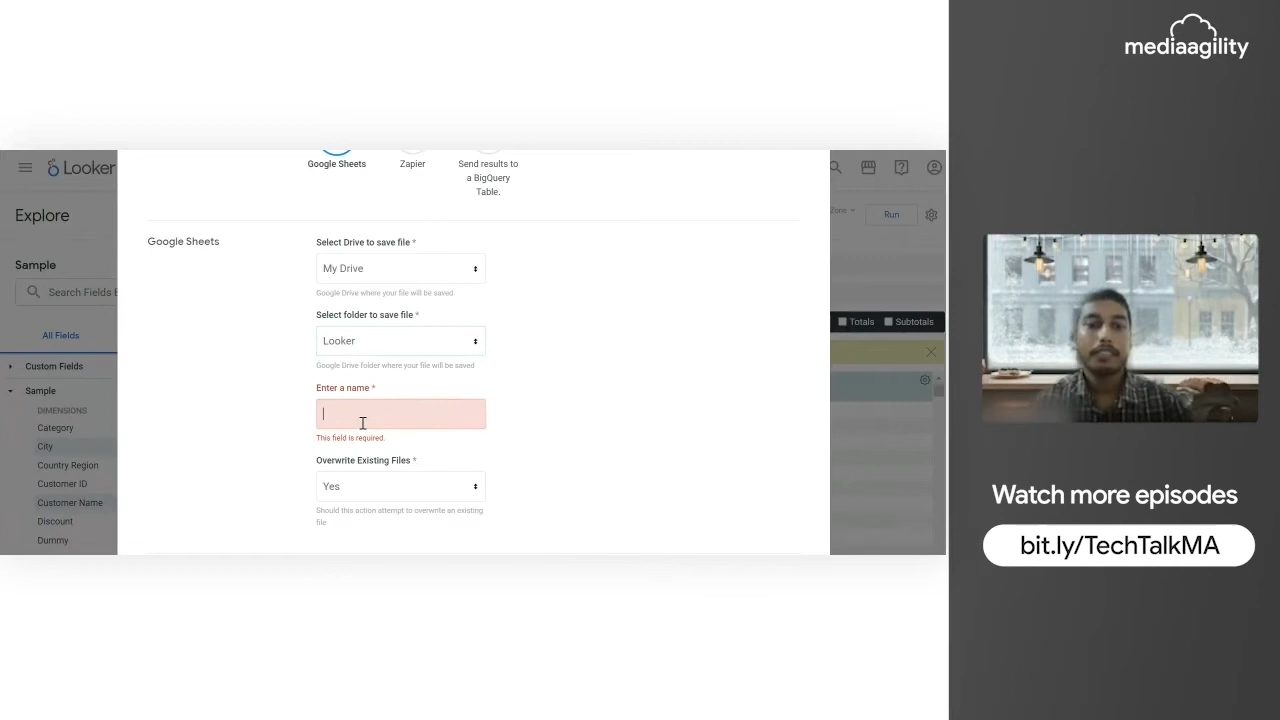 mediaagility
Google Sheets
Zapier
Send results to
a BigQuery
Table.
Looker
Explore
Zone
Run
Google Sheets
Select Drive to save file *
Sample
My Drive
Search Fields
Google Drive where your file will be saved
Select folder to save file *
Totals
Subtotals
All Fields
Looker
Custom Fields
Google Drive folder where your file will be saved
Enter a name *
Sample
DIMENSIONS
Category
This field is required.
City
Overwrite Existing Files *
Country Region
Customer ID
Yes
Customer Name
Should this action attempt to overwrite an existing
file
Discount
Dummy
Watch more episodes
bit.ly/TechTalkMA